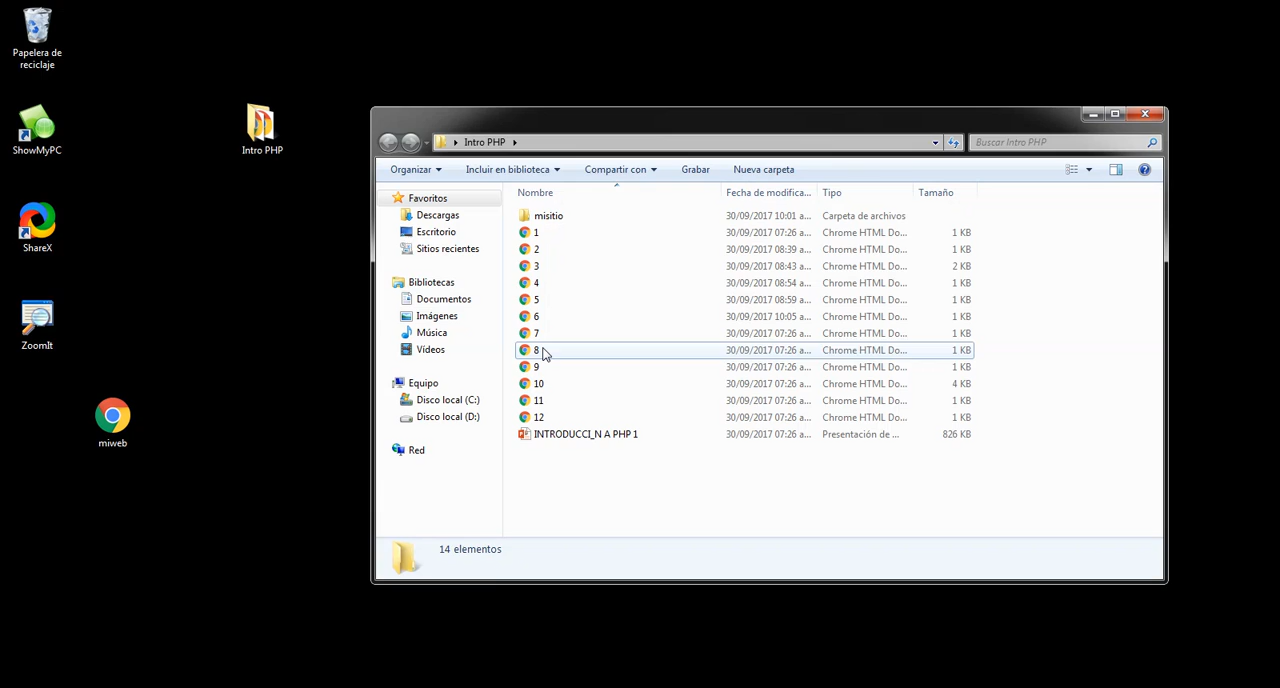 Papelera de
reciclaje
ShowMyPC
Intro PHP
ShareX
ZoomIt
miweb
Intro PHP
Buscar Intro PHP
Organizar Incluir en biblioteca Compartir con Grabar Nueva carpeta
Favoritos
Descargas
Escritorio
Sitios recientes
Bibliotecas
Documentos
Imágenes
Música
Vídeos
Equipo
Disco local (C:)
Disco local (D:)
Red
Nombre Fecha de modifica... Tipo Tamaño
misitio 30/09/2017 10:01 a... Carpeta de archivos
1 30/09/2017 07:26 a... Chrome HTML Do... 1 KB
2 30/09/2017 08:39 a... Chrome HTML Do... 1 KB
3 30/09/2017 08:43 a... Chrome HTML Do... 2 KB
4 30/09/2017 08:54 a... Chrome HTML Do... 1 KB
5 30/09/2017 08:59 a... Chrome HTML Do... 1 KB
6 30/09/2017 10:05 a... Chrome HTML Do... 1 KB
7 30/09/2017 07:26 a... Chrome HTML Do... 1 KB
8 30/09/2017 07:26 a... Chrome HTML Do... 1 KB
9 30/09/2017 07:26 a... Chrome HTML Do... 1 KB
10 30/09/2017 07:26 a... Chrome HTML Do... 4 KB
11 30/09/2017 07:26 a... Chrome HTML Do... 1 KB
12 30/09/2017 07:26 a... Chrome HTML Do... 1 KB
INTRODUCCI_N A PHP 1 30/09/2017 07:26 a... Presentación de ... 826 KB
14 elementos